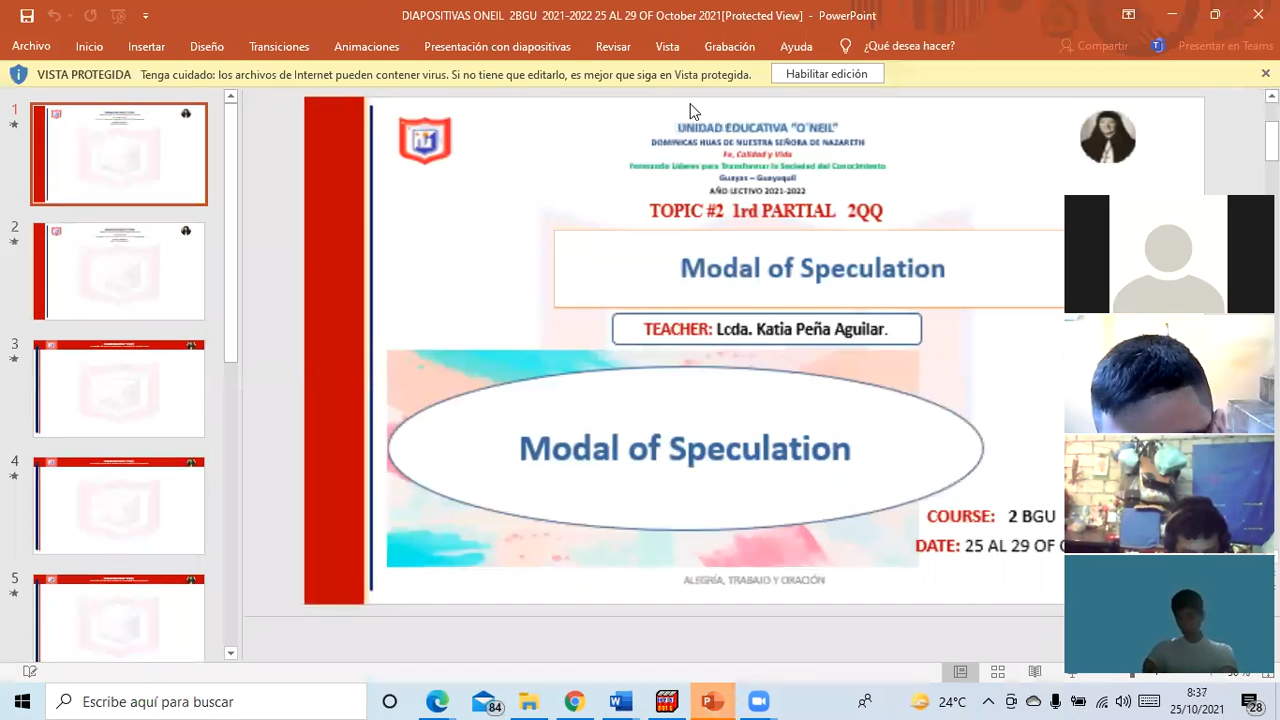 DIAPOSITIVAS ONEIL 2BGU 2021-2022 25 AL 29 OF October 2021[Protected View] - PowerPoint
Archivo Inicio Insertar Diseño Transiciones Animaciones Presentación con diapositivas Revisar Vista Grabación Ayuda ¿Qué desea hacer? Compartir Presentar en Teams
VISTA PROTEGIDA Tenga cuidado: los archivos de Internet pueden contener virus. Si no tiene que editarlo, es mejor que siga en Vista protegida. Habilitar edición
1
2
3
4
5
UNIDAD EDUCATIVA "O´NEIL"
DOMINICAS HIJAS DE NUESTRA SEÑORA DE NAZARETH
Fe, Calidad y Vida
Formando Líderes para Transformar la Sociedad del Conocimiento
Guayas – Guayaquil
AÑO LECTIVO 2021-2022
TOPIC #2 1rd PARTIAL 2QQ
Modal of Speculation
TEACHER: Lcda. Katia Peña Aguilar.
Modal of Speculation
COURSE: 2 BGU
DATE: 25 AL 29 OF
ALEGRÍA, TRABAJO Y ORACIÓN
Escribe aquí para buscar
84
24°C
8:37
25/10/2021
28